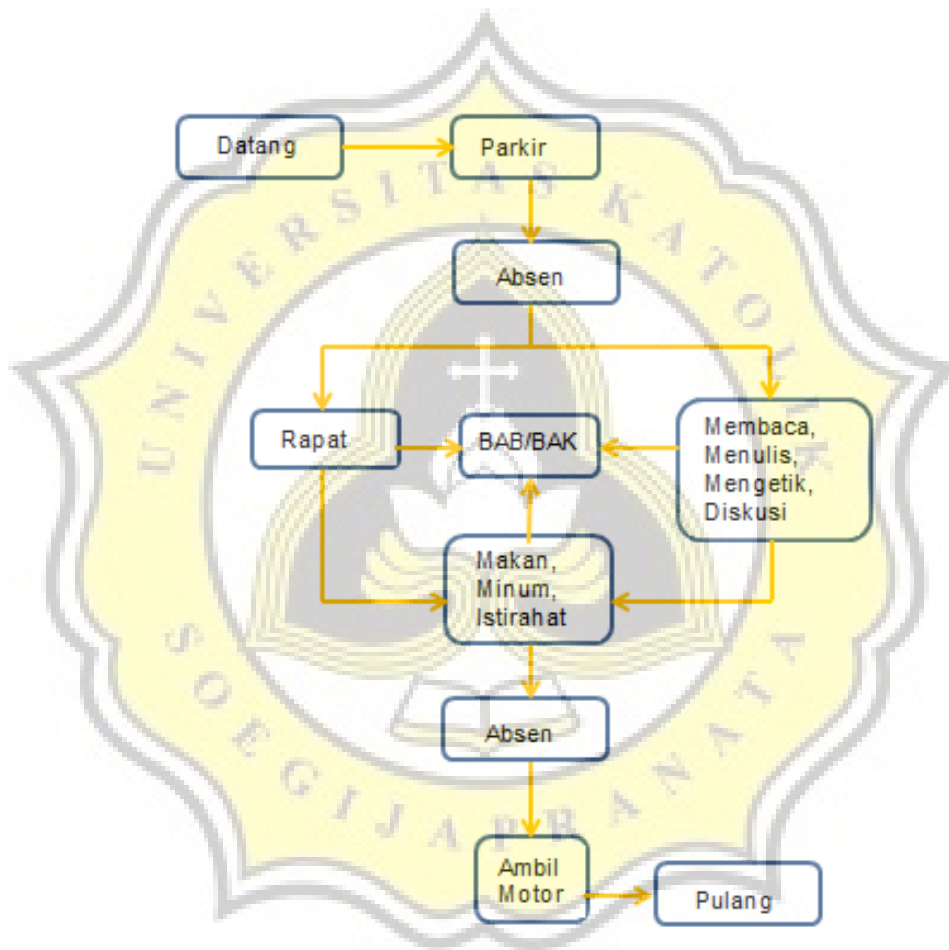 Datang
Parkir
Absen
Rapat
BAB/BAK
Membaca,
Menulis,
Mengetik,
Diskusi
Makan,
Minum,
Istirahat
Absen
Ambil
Motor
Pulang
UNIVERSITAS KATOLIK
SOEGIJAPRANATA